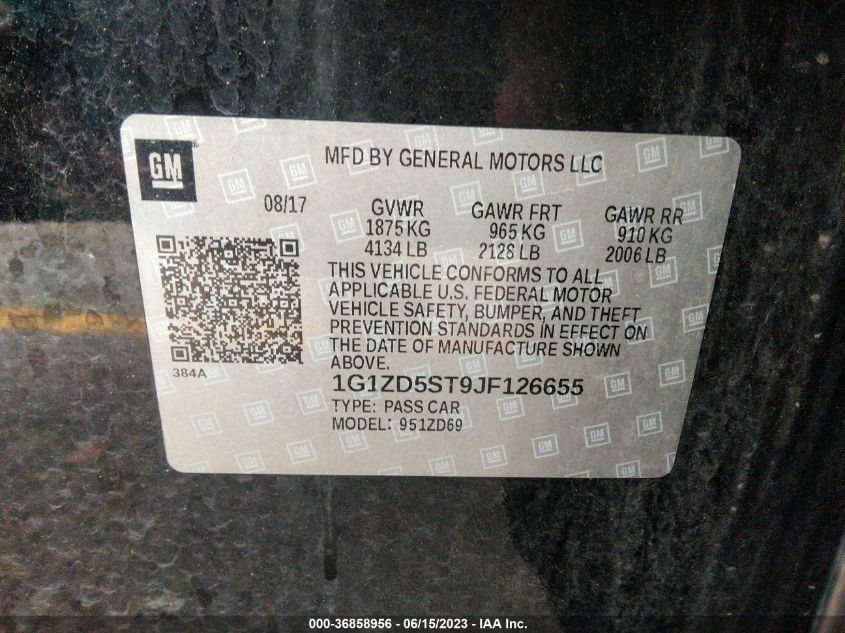 GM
MFD BY GENERAL MOTORS LLC
08/17
GVWR GAWR FRT GAWR RR
1875 KG 965 KG 910 KG
4134 LB 2128 LB 2006 LB
THIS VEHICLE CONFORMS TO ALL
APPLICABLE U.S. FEDERAL MOTOR
VEHICLE SAFETY, BUMPER, AND THEFT
PREVENTION STANDARDS IN EFFECT ON
THE DATE OF MANUFACTURE SHOWN
ABOVE.
384A
1G1ZD5ST9JF126655
TYPE: PASS CAR
MODEL: 951ZD69
000-36858956 - 06/15/2023 - IAA Inc.